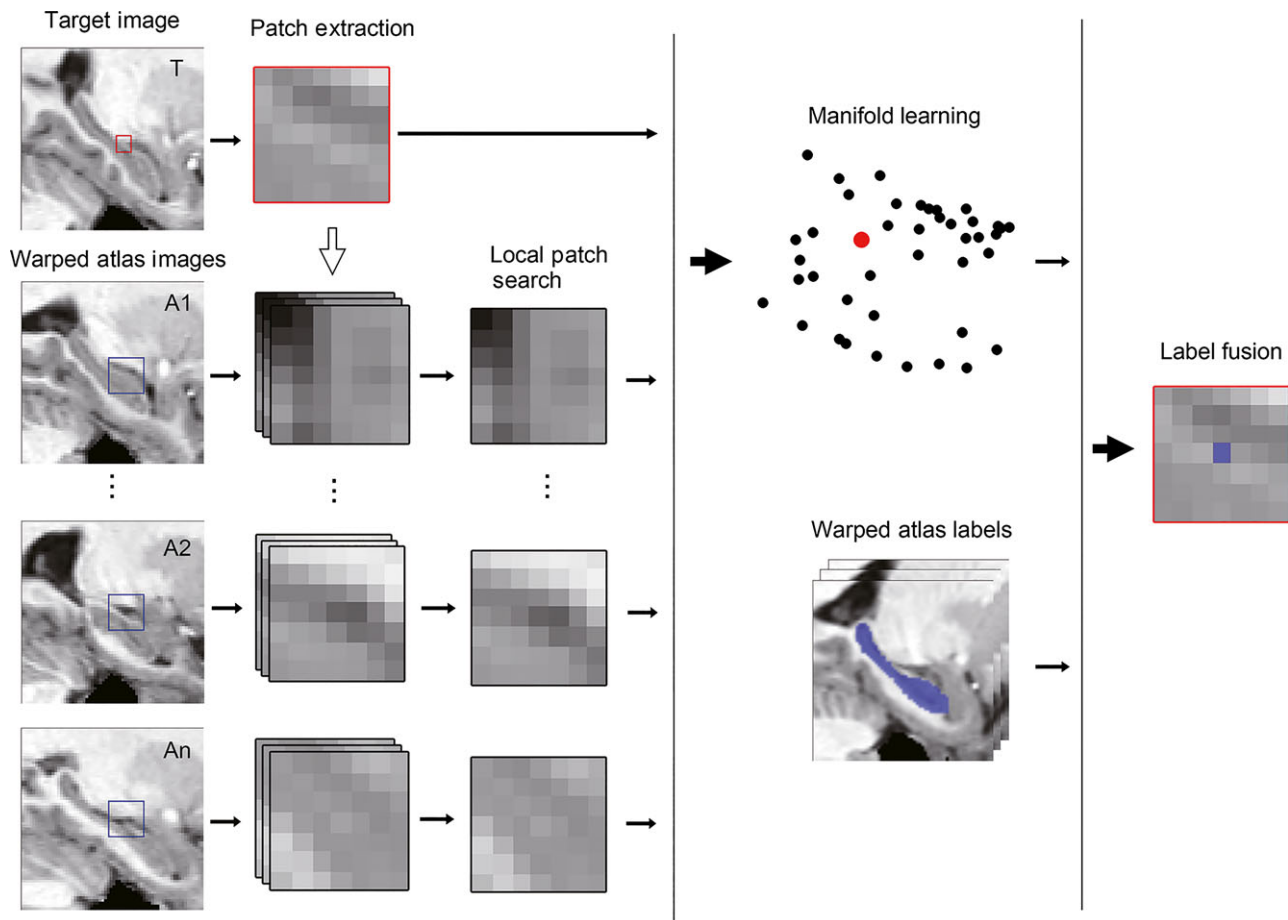 Target image
Patch extraction
T
Manifold learning
Warped atlas images
Local patch
search
A1
Label fusion
⋮
⋮
⋮
A2
Warped atlas labels
An